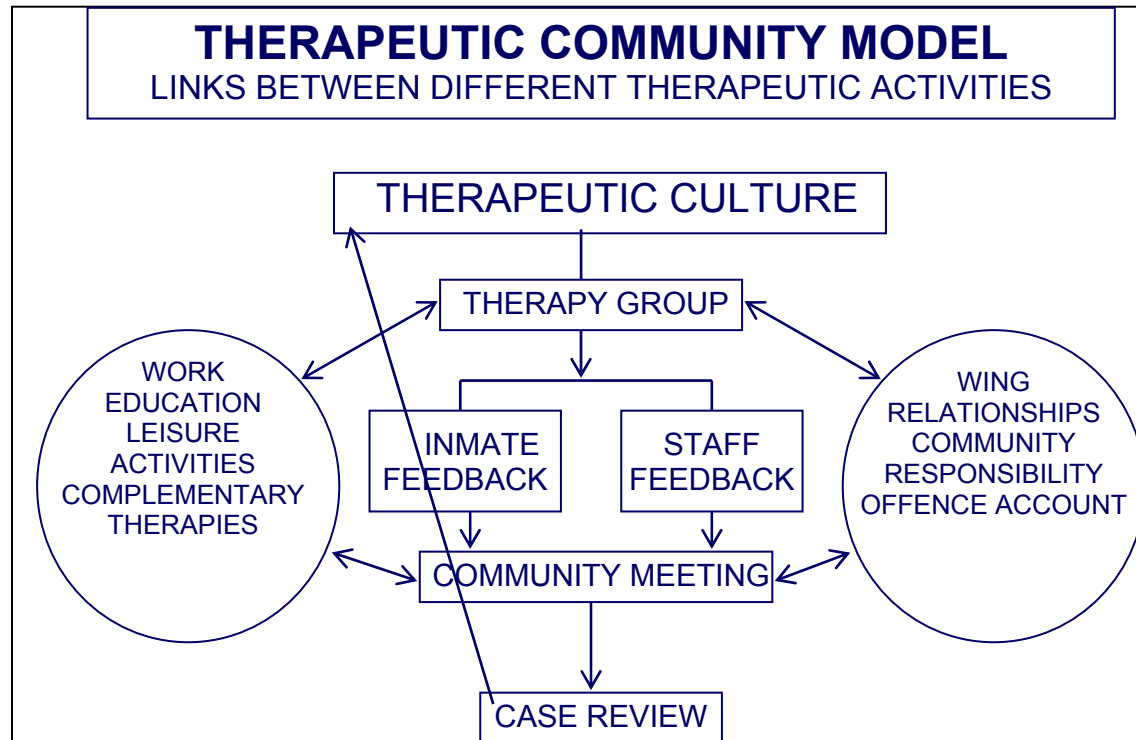 THERAPEUTIC COMMUNITY MODEL
LINKS BETWEEN DIFFERENT THERAPEUTIC ACTIVITIES
THERAPEUTIC CULTURE
THERAPY GROUP
WORK
EDUCATION
LEISURE
ACTIVITIES
COMPLEMENTARY
THERAPIES
INMATE
FEEDBACK
STAFF
FEEDBACK
WING
RELATIONSHIPS
COMMUNITY
RESPONSIBILITY
OFFENCE ACCOUNT
COMMUNITY MEETING
CASE REVIEW